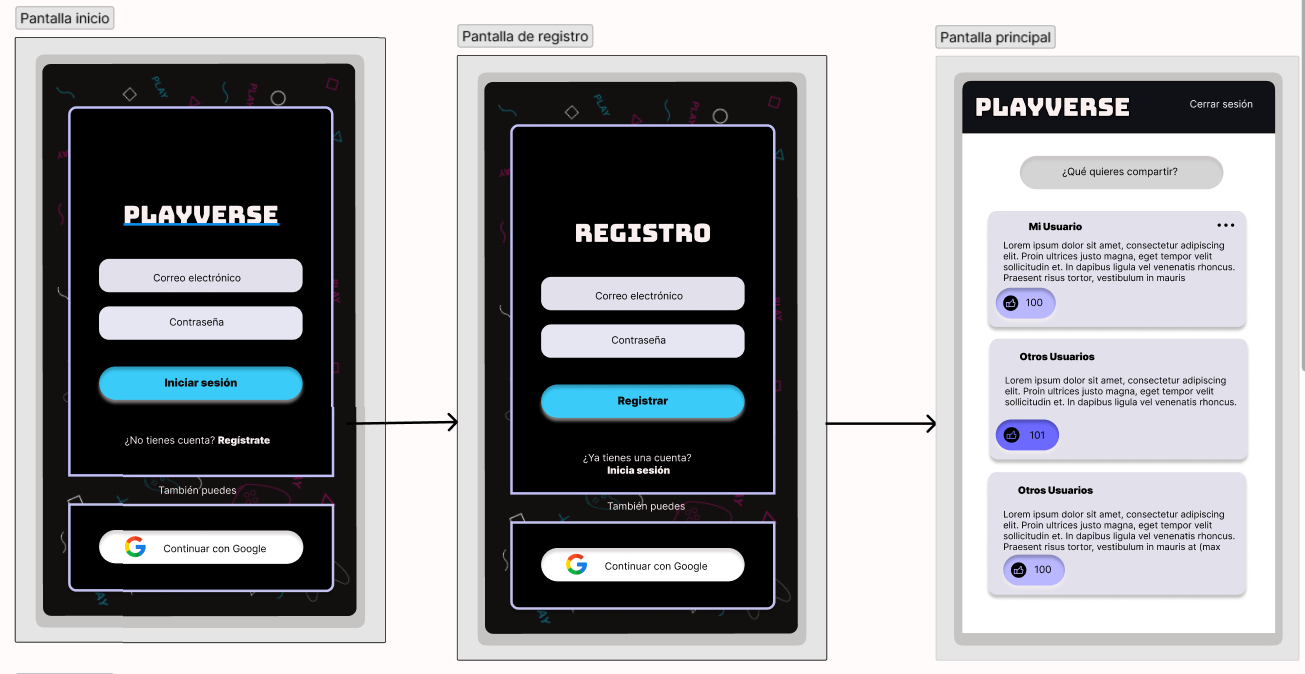 Pantalla inicio
PLAY
PLAY
PLAYVERSE
Correo electrónico
Contraseña
Iniciar sesión
¿No tienes cuenta? Regístrate
También puedes
Continuar con Google
Pantalla de registro
PLAY
PLAY
REGISTRO
Correo electrónico
Contraseña
Registrar
¿Ya tienes una cuenta?
Inicia sesión
También puedes
Continuar con Google
Pantalla principal
PLAYVERSE
Cerrar sesión
¿Qué quieres compartir?
Mi Usuario
Lorem ipsum dolor sit amet, consectetur adipiscing
elit. Proin ultrices justo magna, eget tempor velit
sollicitudin et. In dapibus ligula vel venenatis rhoncus.
Praesent risus tortor, vestibulum in mauris
100
Otros Usuarios
Lorem ipsum dolor sit amet, consectetur adipiscing
elit. Proin ultrices justo magna, eget tempor velit
sollicitudin et. In dapibus ligula vel venenatis rhoncus.
101
Otros Usuarios
Lorem ipsum dolor sit amet, consectetur adipiscing
elit. Proin ultrices justo magna, eget tempor velit
sollicitudin et. In dapibus ligula vel venenatis rhoncus.
Praesent risus tortor, vestibulum in mauris at (max
100